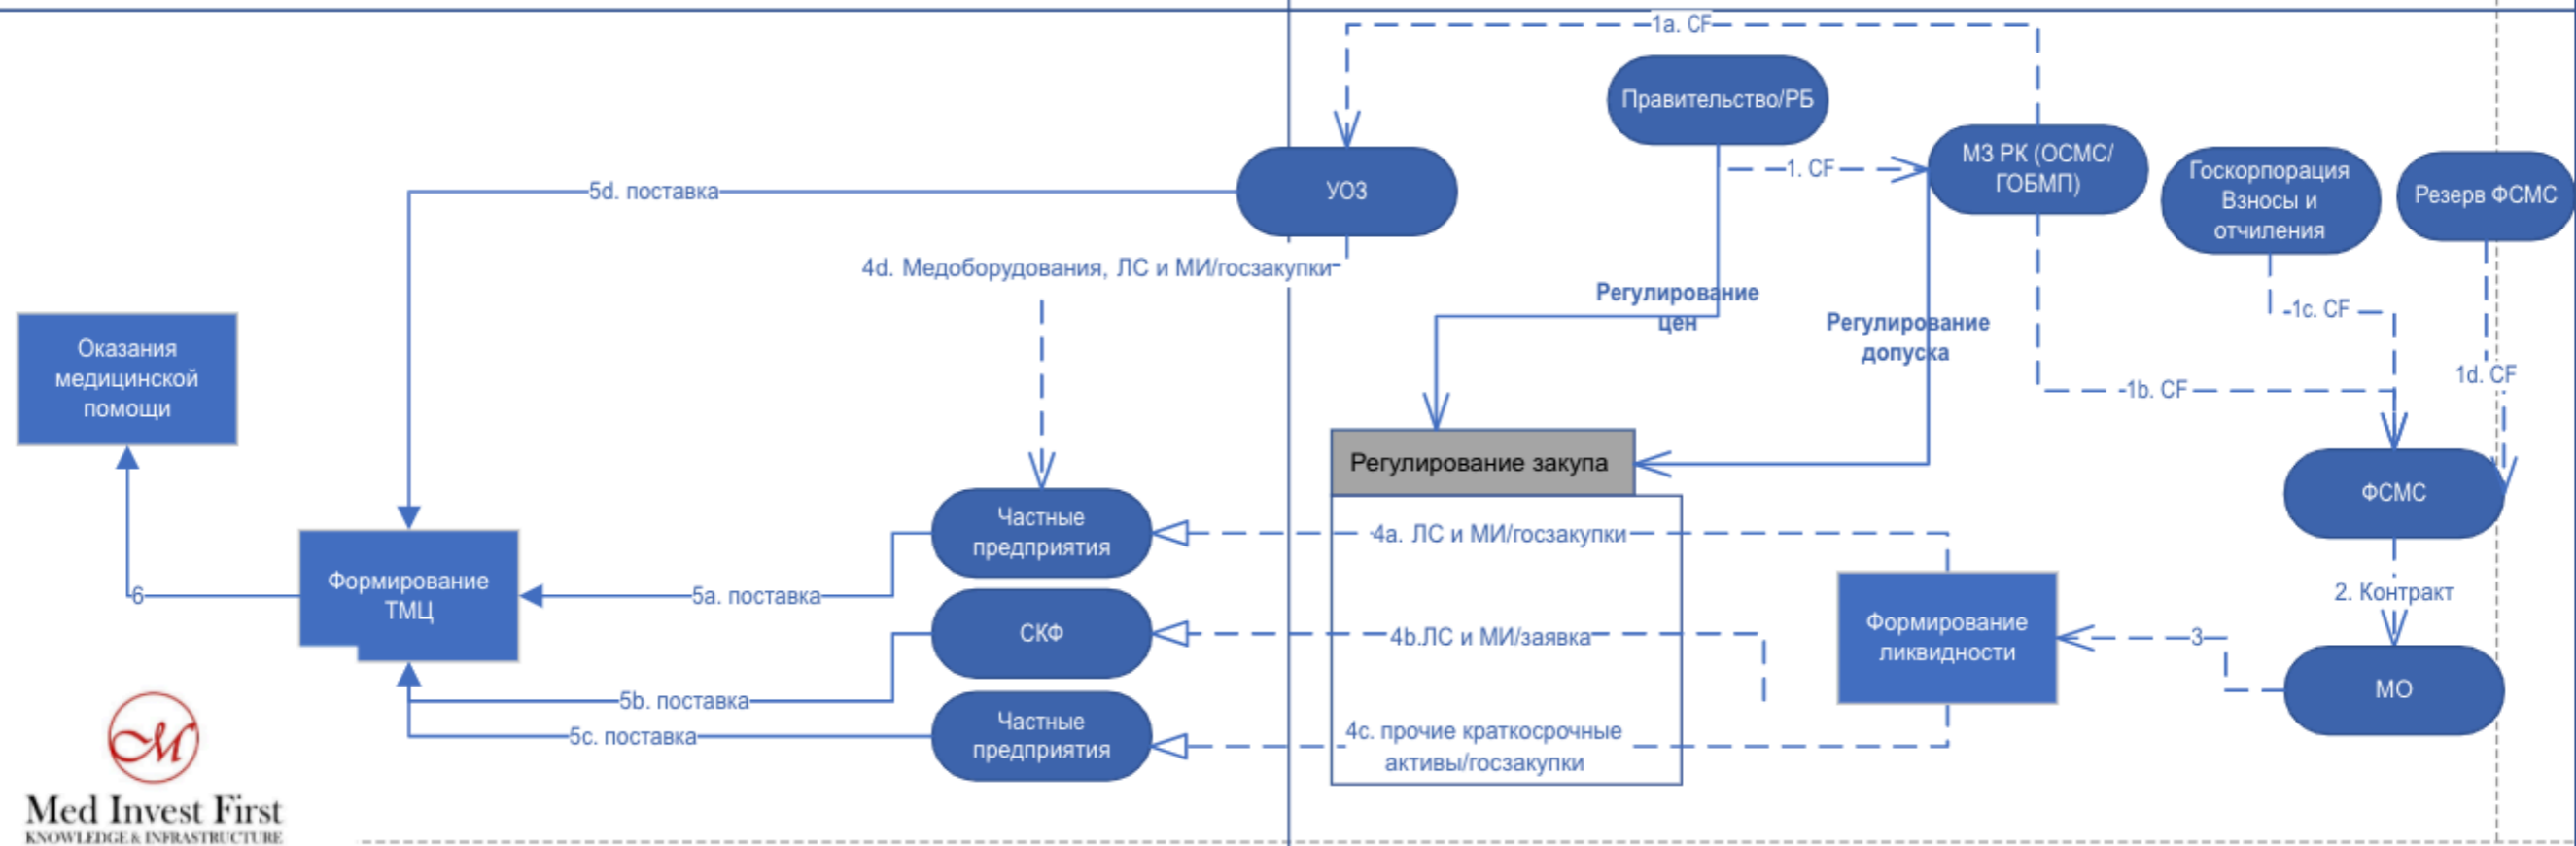 1a. CF
Правительство/РБ
1. CF
МЗ РК (ОСМС/
ГОБМП)
Госкорпорация
Взносы и
отчиления
Резерв ФСМС
5d. поставка
УОЗ
4d. Медоборудования, ЛС и МИ/госзакупки
Регулирование
цен
Регулирование
допуска
1c. CF
1d. CF
1b. CF
Оказания
медицинской
помощи
Регулирование закупа
ФСМС
Частные
предприятия
4a. ЛС и МИ/госзакупки
Формирование
ТМЦ
6
5a. поставка
СКФ
4b.ЛС и МИ/заявка
Формирование
ликвидности
3
2. Контракт
МО
5b. поставка
5c. поставка
Частные
предприятия
4c. прочие краткосрочные
активы/госзакупки
M
Med Invest First
KNOWLEDGE & INFRASTRUCTURE